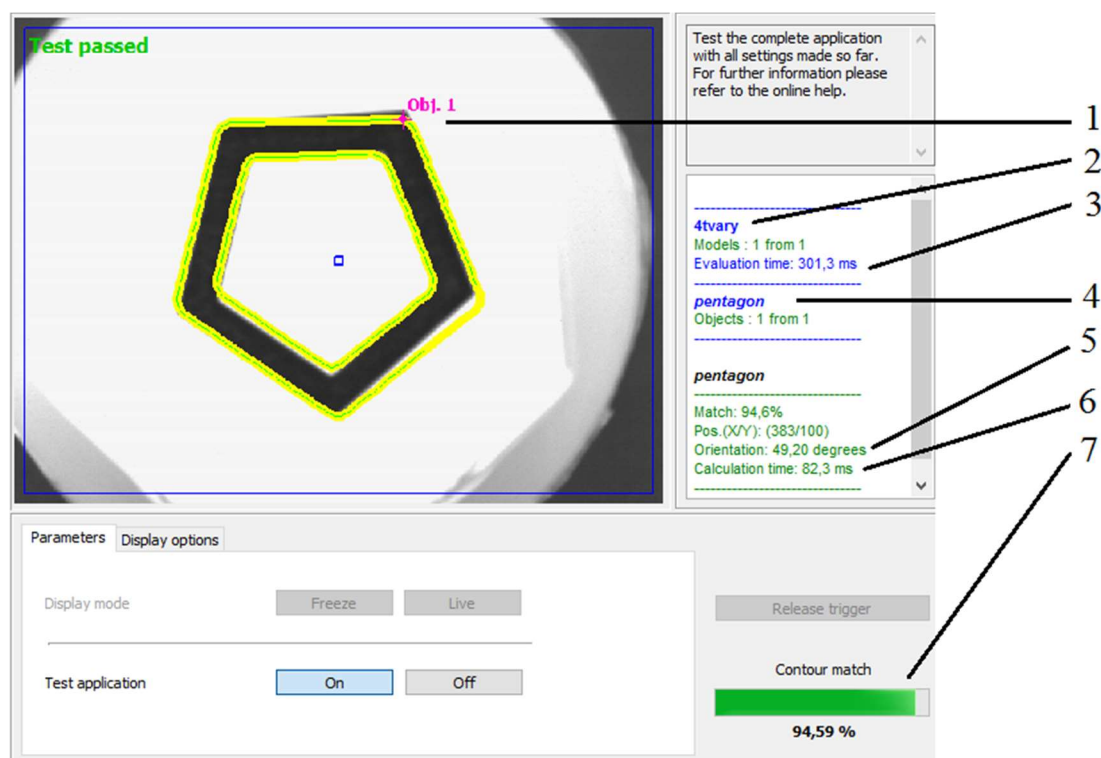 Test passed
Obj. 1
Test the complete application
with all settings made so far.
For further information please
refer to the online help.
4tvary
Models : 1 from 1
Evaluation time: 301,3 ms
pentagon
Objects : 1 from 1
pentagon
Match: 94,6%
Pos.(X/Y): (383/100)
Orientation: 49,20 degrees
Calculation time: 82,3 ms
1
2
3
4
5
6
7
Parameters
Display options
Display mode
Freeze
Live
Release trigger
Test application
On
Off
Contour match
94,59 %